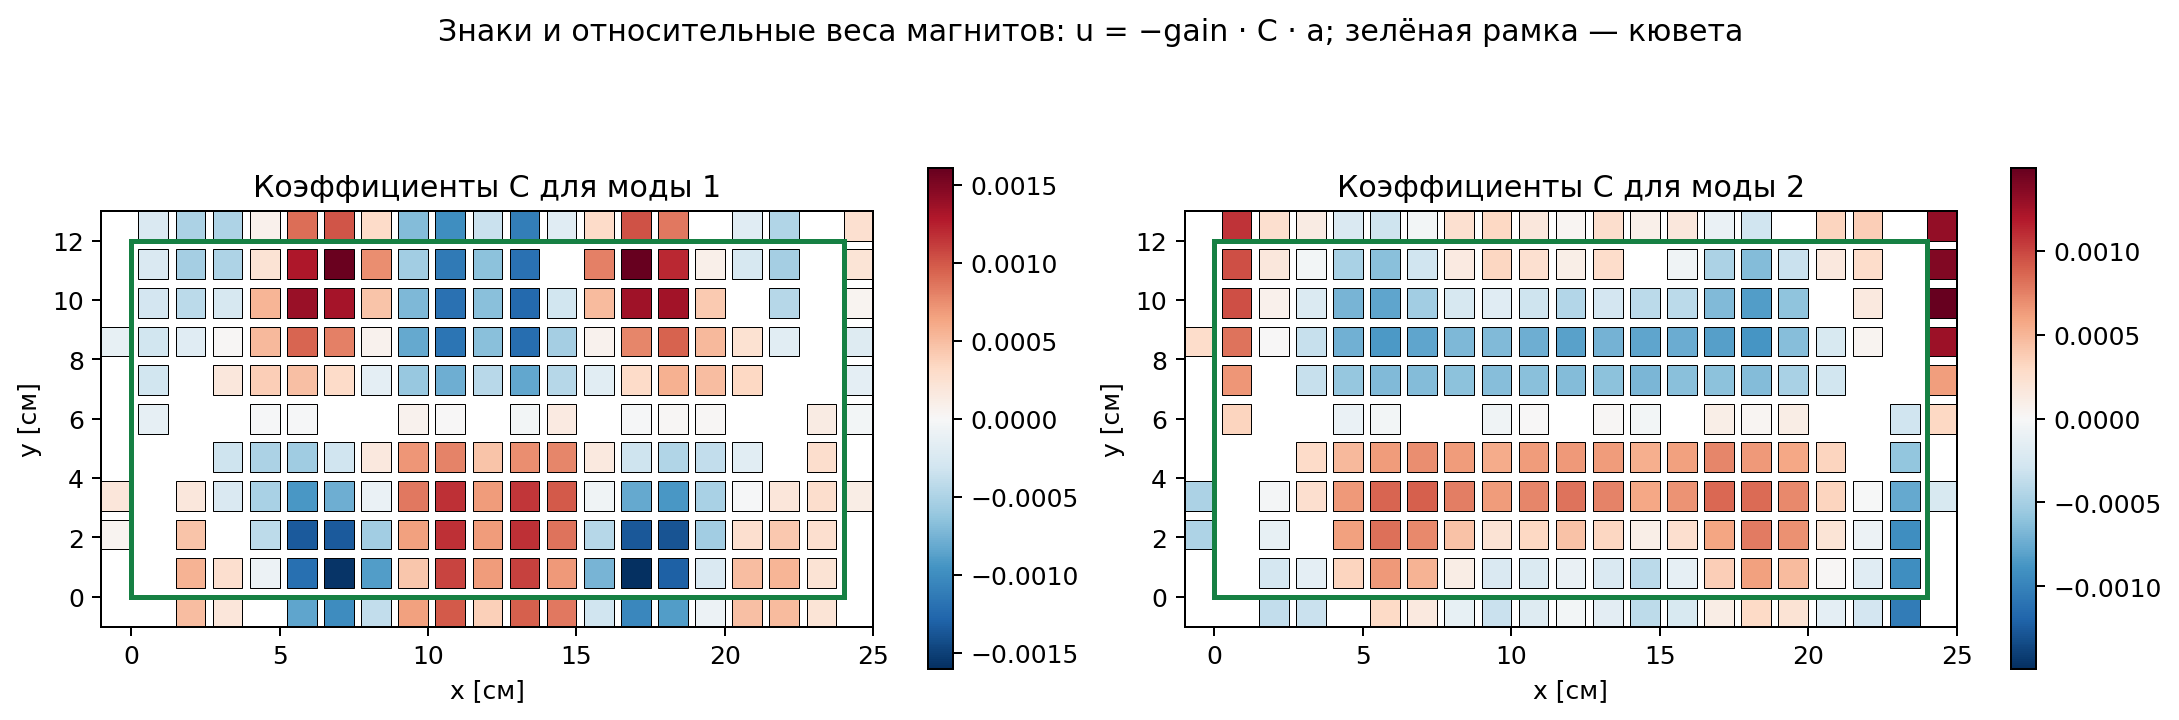 Знаки и относительные веса магнитов: u = −gain · C · a; зелёная рамка — кювета
Коэффициенты C для моды 1
y [см]
12
10
8
6
4
2
0
0 5 10 15 20 25
x [см]
0.0015
0.0010
0.0005
0.0000
−0.0005
−0.0010
−0.0015
Коэффициенты C для моды 2
y [см]
12
10
8
6
4
2
0
0 5 10 15 20 25
x [см]
0.0010
0.0005
0.0000
−0.0005
−0.0010